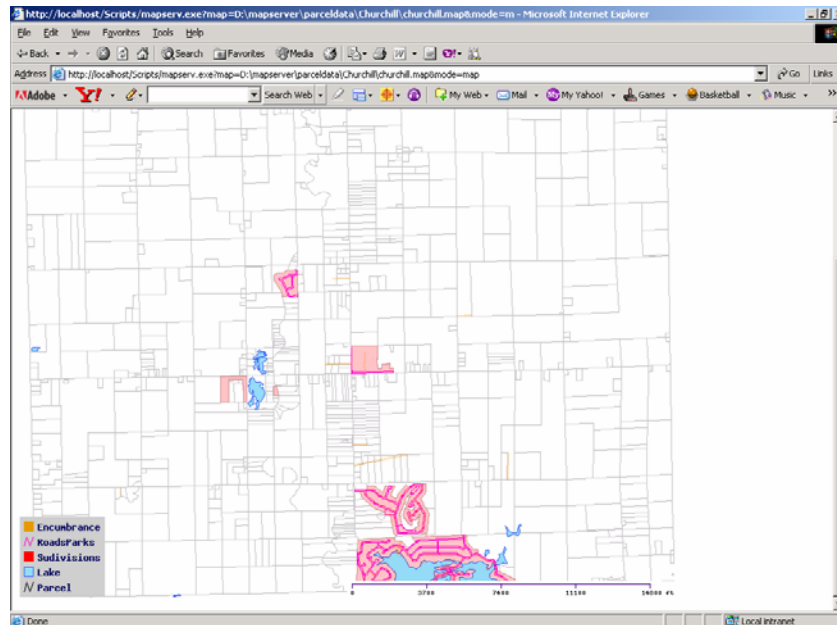 http://localhost/Scripts/mapserv.exe?map=D:\mapserver\parceldata\Churchill\churchill.map&mode=m - Microsoft Internet Explorer
File Edit View Favorites Tools Help
Back Search Favorites Media
Address http://localhost/Scripts/mapserv.exe?map=D:\mapserver\parceldata\Churchill\churchill.map&mode=map Go Links
Adobe Y! Search Web My Web Mail My Yahoo! Games Basketball Music
Encumbrance
RoadsParks
Sudivisions
Lake
Parcel
0 3700 7400 11100 14800 ft
Done Local intranet